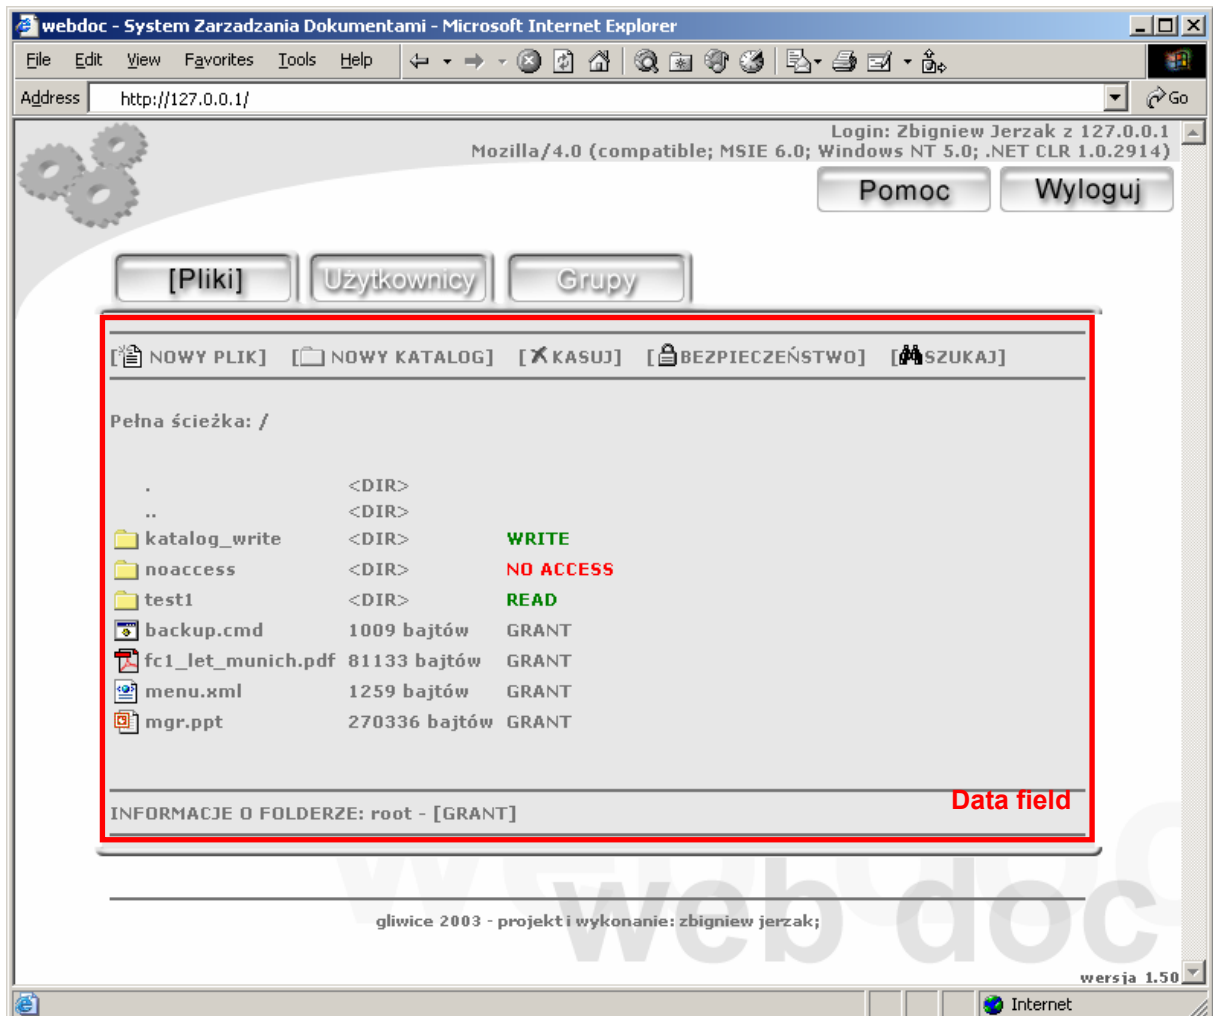 webdoc - System Zarzadzania Dokumentami - Microsoft Internet Explorer
File Edit View Favorites Tools Help
Address http://127.0.0.1/ Go
Login: Zbigniew Jerzak z 127.0.0.1
Mozilla/4.0 (compatible; MSIE 6.0; Windows NT 5.0; .NET CLR 1.0.2914)
Pomoc Wyloguj
[Pliki] Użytkownicy Grupy
[NOWY PLIK] [NOWY KATALOG] [KASUJ] [BEZPIECZEŃSTWO] [SZUKAJ]
Pełna ścieżka: /
. <DIR>
.. <DIR>
katalog_write <DIR> WRITE
noaccess <DIR> NO ACCESS
test1 <DIR> READ
backup.cmd 1009 bajtów GRANT
fc1_let_munich.pdf 81133 bajtów GRANT
menu.xml 1259 bajtów GRANT
mgr.ppt 270336 bajtów GRANT
Data field
INFORMACJE O FOLDERZE: root - [GRANT]
web doc
web doc
gliwice 2003 - projekt i wykonanie: zbigniew jerzak;
wersja 1.50
Internet